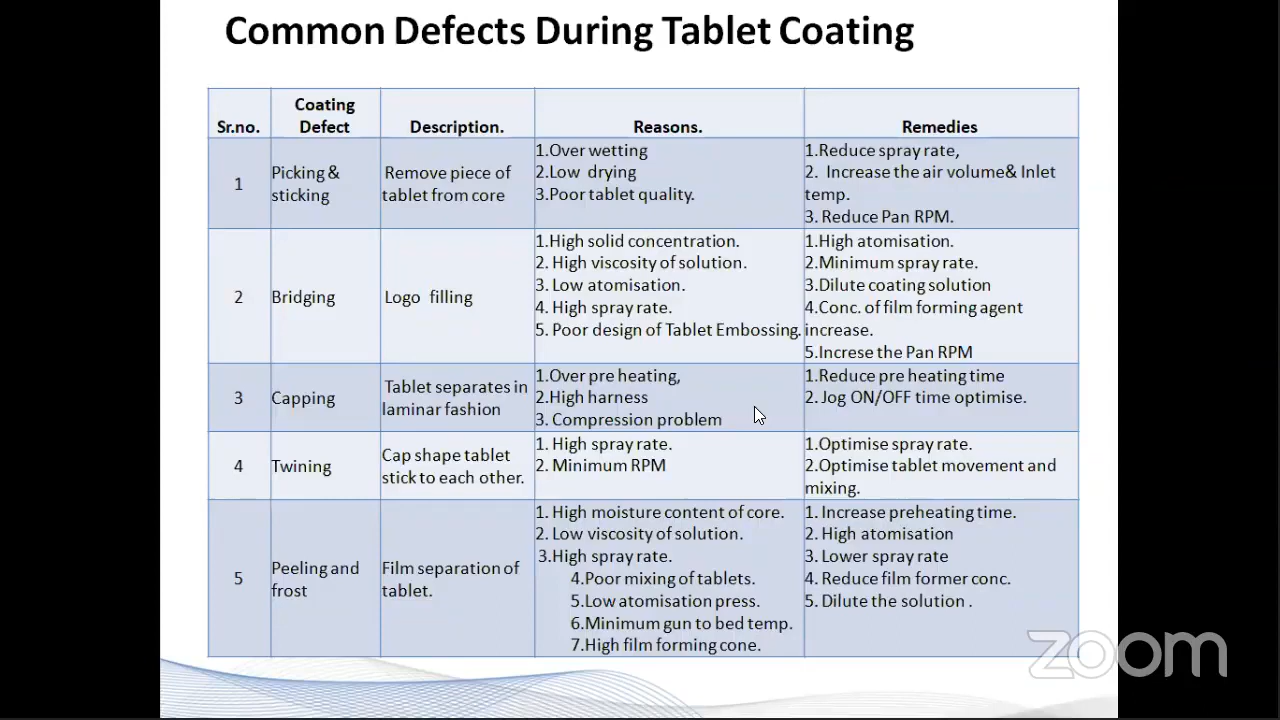 Common Defects During Tablet Coating
Sr.no.
Coating
Defect
Description.
Reasons.
Remedies
1
Picking &
sticking
Remove piece of
tablet from core
1.Over wetting
2.Low drying
3.Poor tablet quality.
1.Reduce spray rate,
2. Increase the air volume& Inlet
temp.
3. Reduce Pan RPM.
2
Bridging
Logo filling
1.High solid concentration.
2. High viscosity of solution.
3. Low atomisation.
4. High spray rate.
5. Poor design of Tablet Embossing.
1.High atomisation.
2.Minimum spray rate.
3.Dilute coating solution
4.Conc. of film forming agent
increase.
5.Increse the Pan RPM
3
Capping
Tablet separates in
laminar fashion
1.Over pre heating,
2.High harness
3. Compression problem
1.Reduce pre heating time
2. Jog ON/OFF time optimise.
4
Twining
Cap shape tablet
stick to each other.
1. High spray rate.
2. Minimum RPM
1.Optimise spray rate.
2.Optimise tablet movement and
mixing.
5
Peeling and
frost
Film separation of
tablet.
1. High moisture content of core.
2. Low viscosity of solution.
3.High spray rate.
4.Poor mixing of tablets.
5.Low atomisation press.
6.Minimum gun to bed temp.
7.High film forming cone.
1. Increase preheating time.
2. High atomisation
3. Lower spray rate
4. Reduce film former conc.
5. Dilute the solution .
zoom